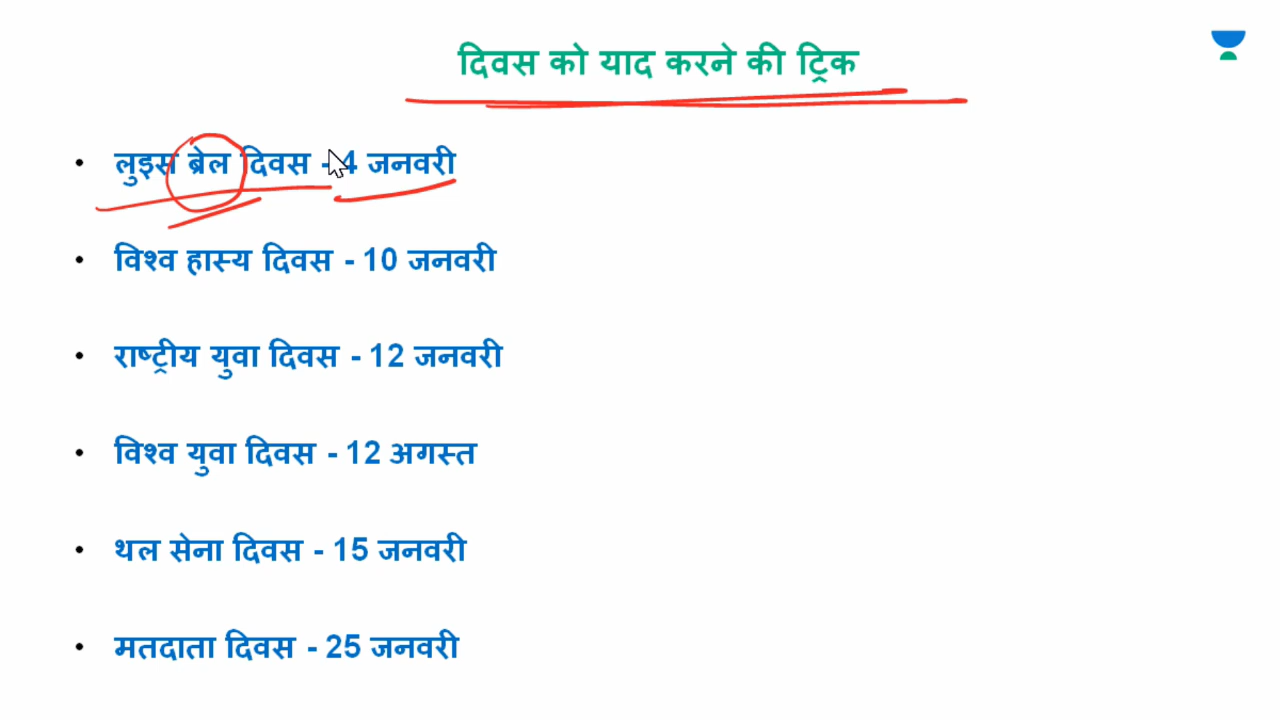 दिवस को याद करने की ट्रिक
• लुइस ब्रेल दिवस - 4 जनवरी
• विश्व हास्य दिवस - 10 जनवरी
• राष्ट्रीय युवा दिवस - 12 जनवरी
• विश्व युवा दिवस - 12 अगस्त
• थल सेना दिवस - 15 जनवरी
• मतदाता दिवस - 25 जनवरी